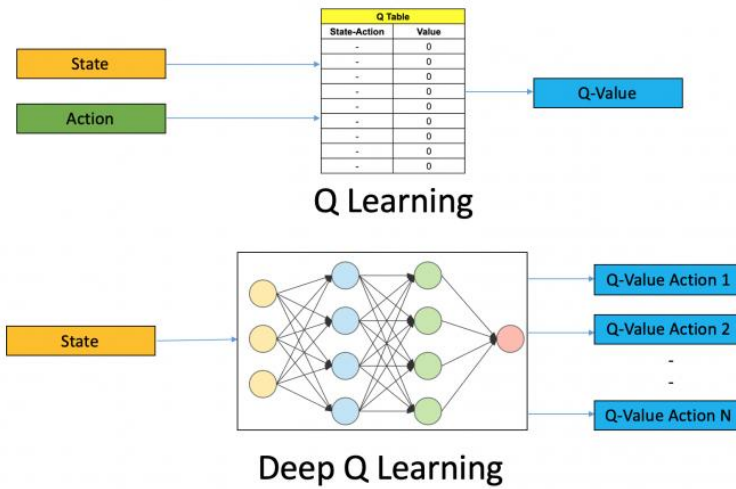 Q Table
State-Action Value
- 0
- 0
- 0
- 0
- 0
- 0
- 0
- 0
- 0
State
Action
Q-Value
Q Learning
State
Q-Value Action 1
Q-Value Action 2
-
-
Q-Value Action N
Deep Q Learning